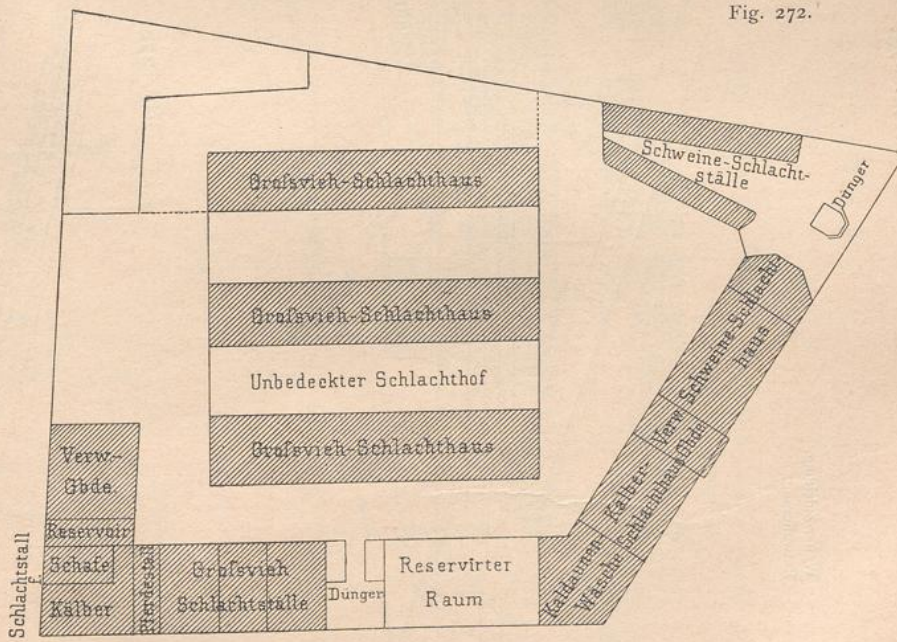 Fig. 272.
Schweine-Schlacht-
ställe
Dünger
Großvieh-Schlachthaus
Großvieh-Schlachthaus
Unbedeckter Schlachthof
Großvieh-Schlachthaus
Schweine-Schlacht-
haus
Verw.
Gbde.
Kälber-
Schlachthaus
Kaldaunen-
Wäsche
Verw.-
Gbde.
Reservoir
Schlachtstall
f.
Schafe
Kälber
Pferdestall
Großvieh
Schlachtställe
Dünger
Reservirter
Raum